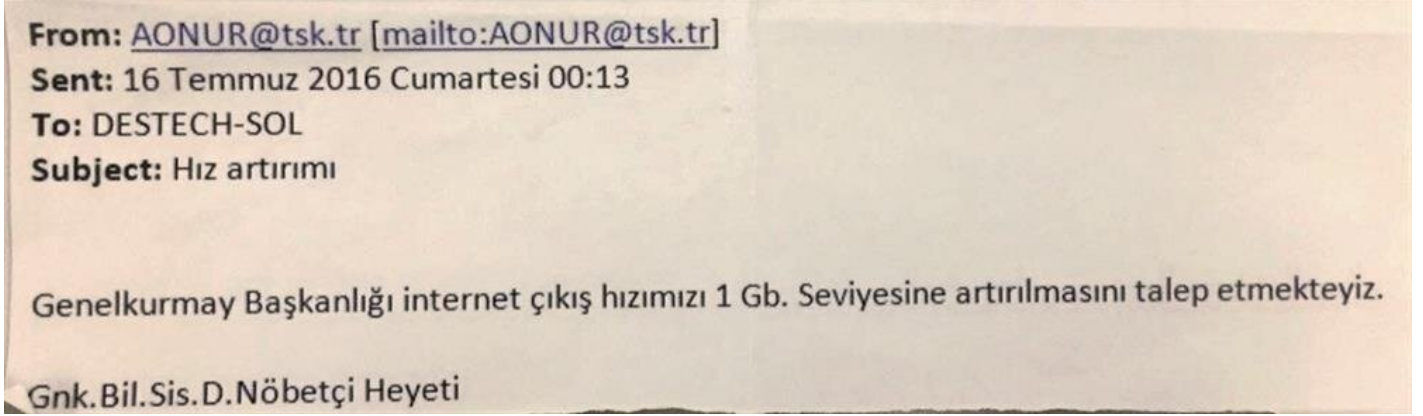 From: AONUR@tsk.tr [mailto:AONUR@tsk.tr]
Sent: 16 Temmuz 2016 Cumartesi 00:13
To: DESTECH-SOL
Subject: Hız artırımı
Genelkurmay Başkanlığı internet çıkış hızımızı 1 Gb. Seviyesine artırılmasını talep etmekteyiz.
Gnk.Bil.Sis.D.Nöbetçi Heyeti